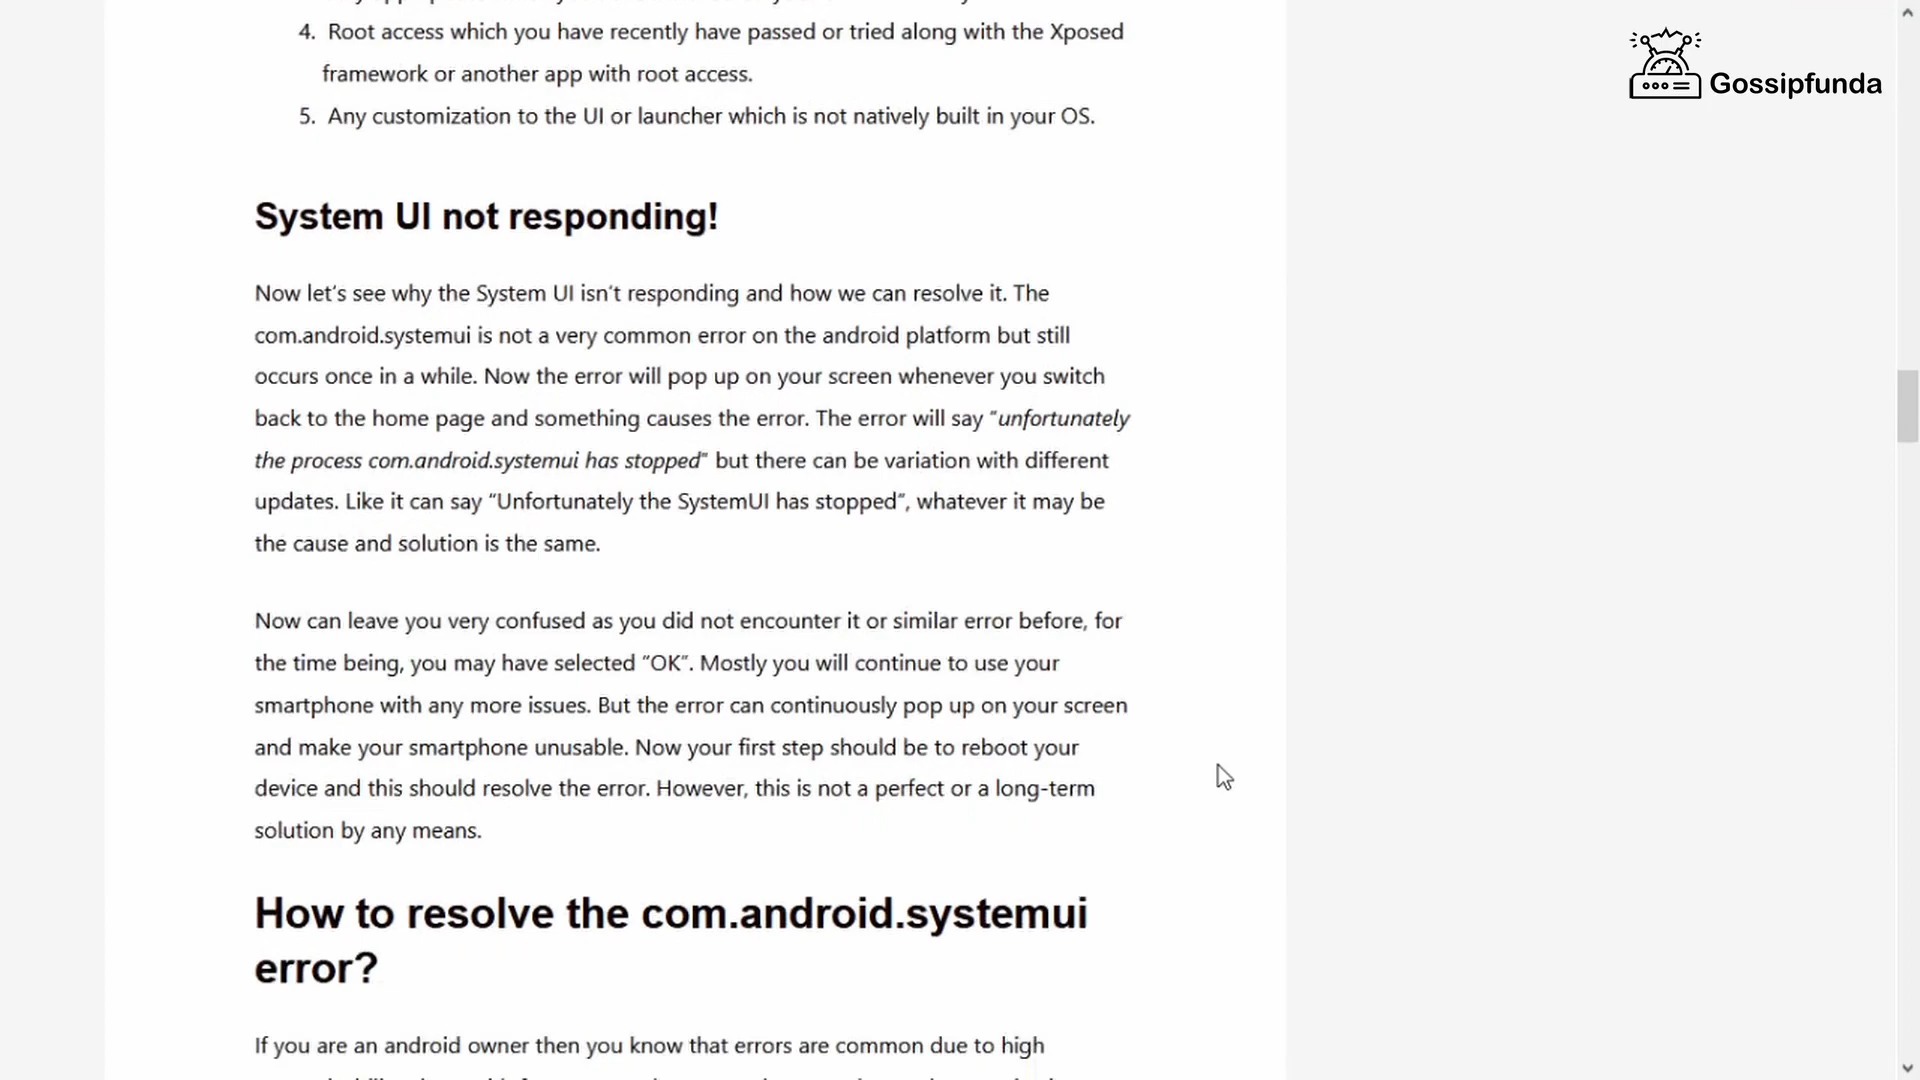 4. Root access which you have recently have passed or tried along with the Xposed
framework or another app with root access.
5. Any customization to the UI or launcher which is not natively built in your OS.
Gossipfunda
System UI not responding!
Now let's see why the System UI isn't responding and how we can resolve it. The
com.android.systemui is not a very common error on the android platform but still
occurs once in a while. Now the error will pop up on your screen whenever you switch
back to the home page and something causes the error. The error will say “unfortunately
the process com.android.systemui has stopped” but there can be variation with different
updates. Like it can say “Unfortunately the SystemUI has stopped”, whatever it may be
the cause and solution is the same.
Now can leave you very confused as you did not encounter it or similar error before, for
the time being, you may have selected “OK”. Mostly you will continue to use your
smartphone with any more issues. But the error can continuously pop up on your screen
and make your smartphone unusable. Now your first step should be to reboot your
device and this should resolve the error. However, this is not a perfect or a long-term
solution by any means.
How to resolve the com.android.systemui
error?
If you are an android owner then you know that errors are common due to high